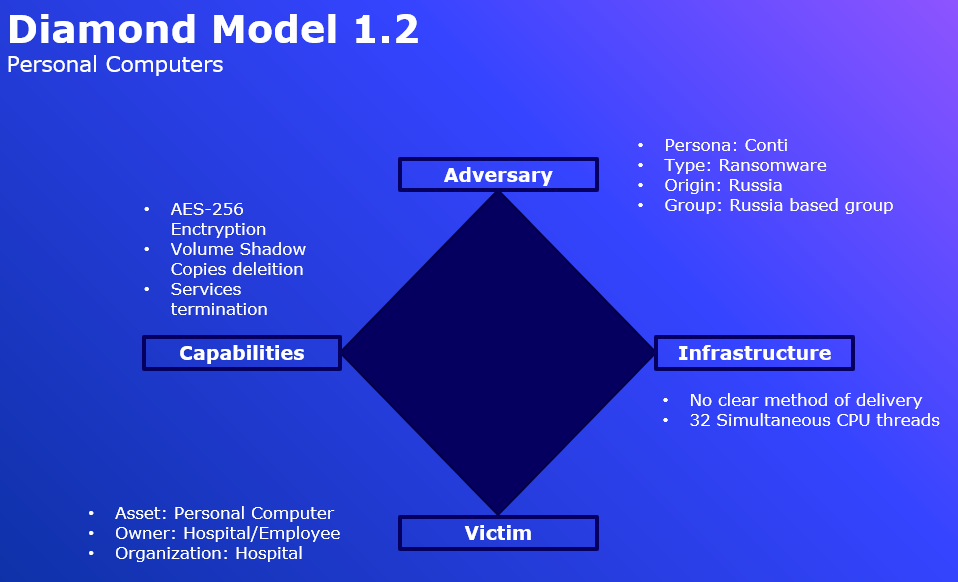 Diamond Model 1.2
Personal Computers
Adversary
• Persona: Conti
• Type: Ransomware
• Origin: Russia
• Group: Russia based group
• AES-256
Enctryption
• Volume Shadow
Copies deleition
• Services
termination
Capabilities
Infrastructure
• No clear method of delivery
• 32 Simultaneous CPU threads
• Asset: Personal Computer
• Owner: Hospital/Employee
• Organization: Hospital
Victim